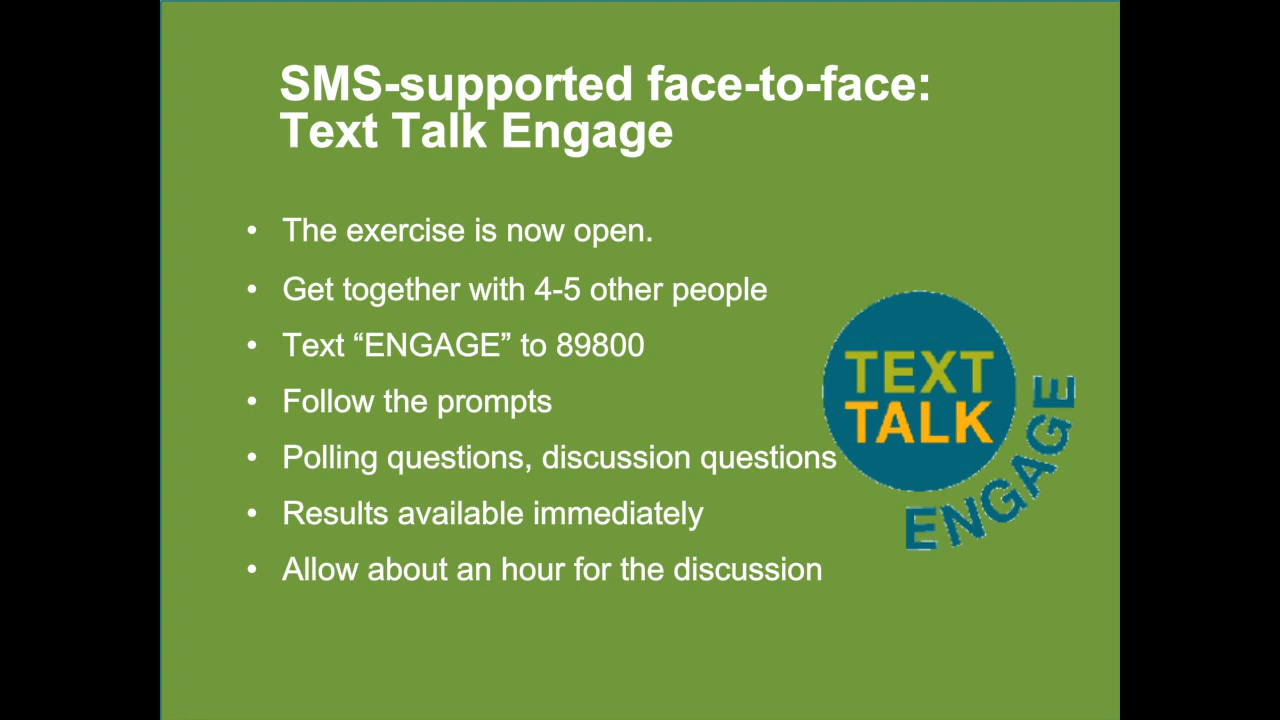 SMS-supported face-to-face:
Text Talk Engage
• The exercise is now open.
• Get together with 4-5 other people
• Text “ENGAGE” to 89800
• Follow the prompts
• Polling questions, discussion questions
• Results available immediately
• Allow about an hour for the discussion
TEXT
TALK
ENGAGE